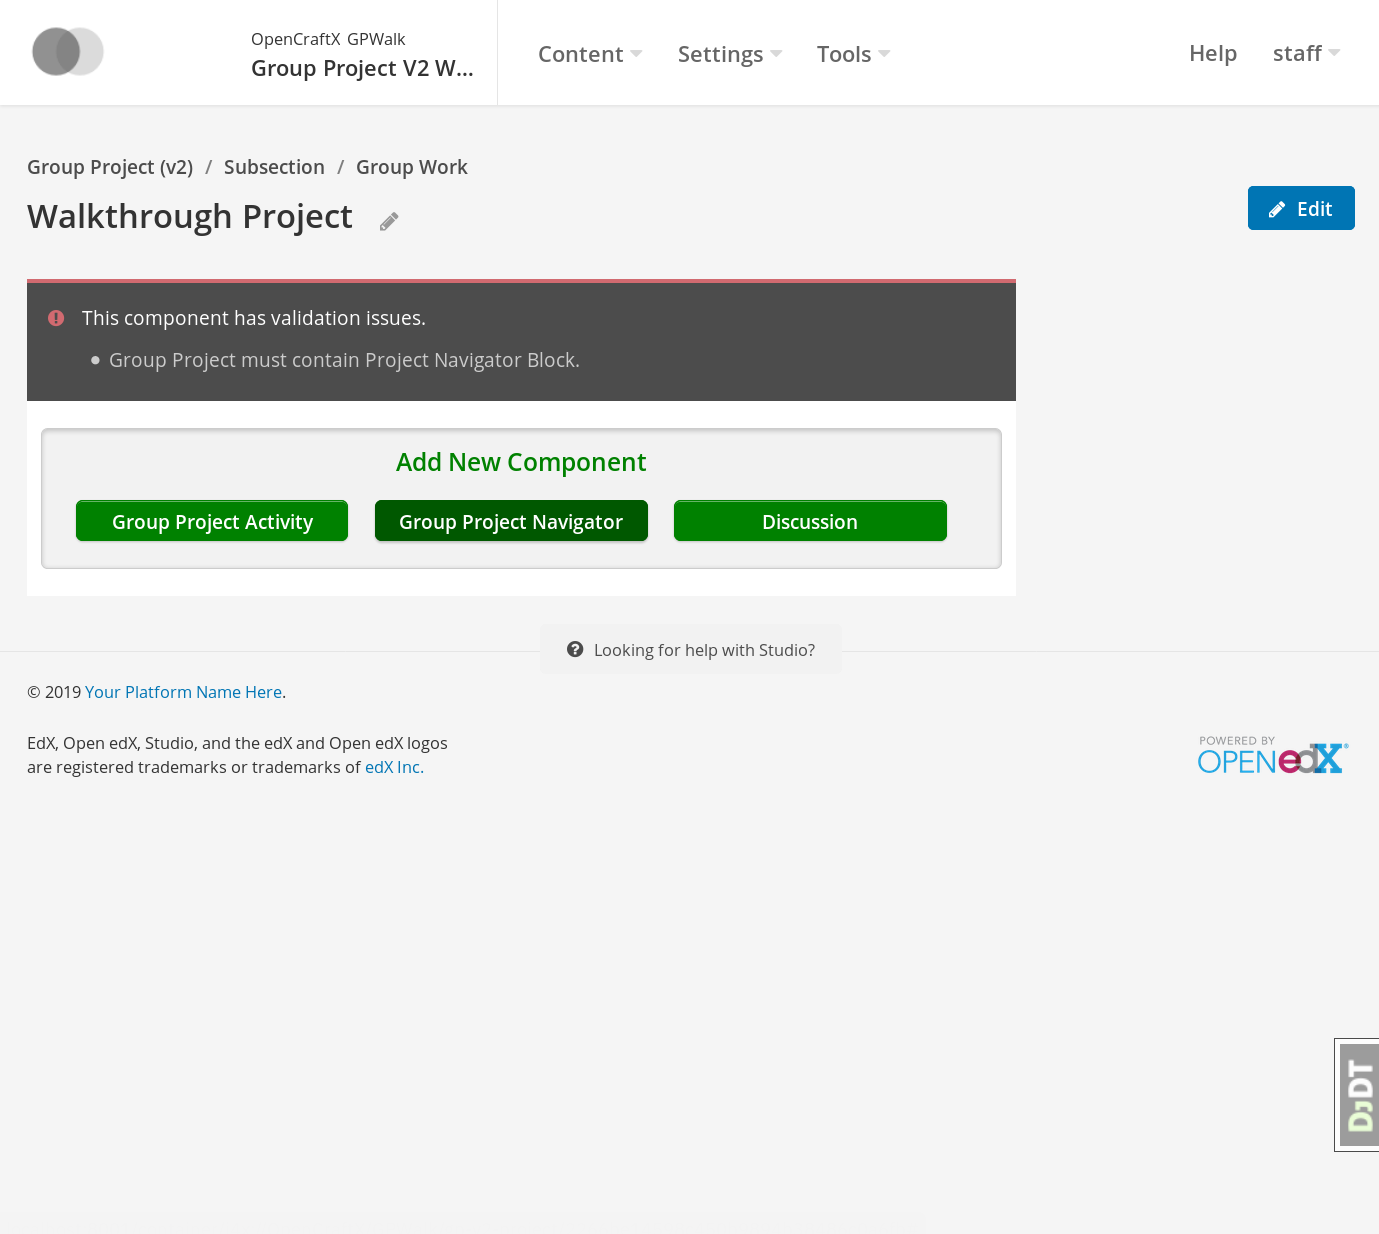 OpenCraftX GPWalk
Group Project V2 W...
Content
Settings
Tools
Help
staff
Group Project (v2) / Subsection / Group Work
Walkthrough Project
Edit
This component has validation issues.
Group Project must contain Project Navigator Block.
Add New Component
Group Project Activity
Group Project Navigator
Discussion
Looking for help with Studio?
© 2019 Your Platform Name Here.
EdX, Open edX, Studio, and the edX and Open edX logos
are registered trademarks or trademarks of edX Inc.
POWERED BY
OPEN edX®
DjDT